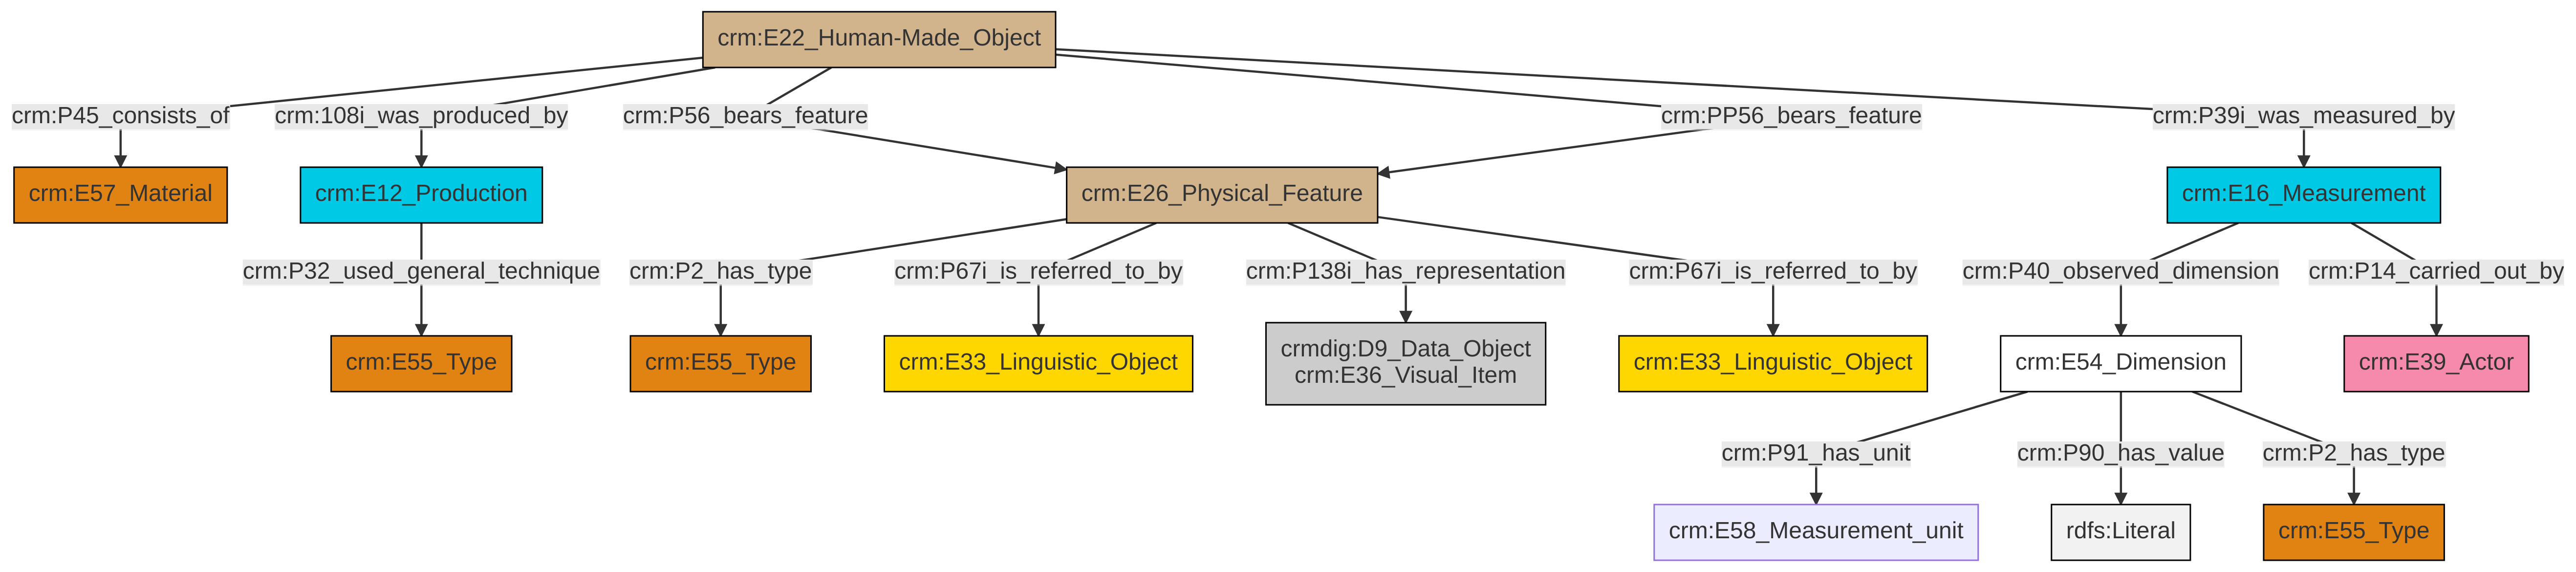 crm:E22_Human-Made_Object
crm:P45_consists_of
crm:108i_was_produced_by
crm:P56_bears_feature
crm:PP56_bears_feature
crm:P39i_was_measured_by
crm:E57_Material
crm:E12_Production
crm:E26_Physical_Feature
crm:E16_Measurement
crm:P32_used_general_technique
crm:P2_has_type
crm:P67i_is_referred_to_by
crm:P138i_has_representation
crm:P67i_is_referred_to_by
crm:P40_observed_dimension
crm:P14_carried_out_by
crm:E55_Type
crm:E55_Type
crm:E33_Linguistic_Object
crmdig:D9_Data_Object
crm:E36_Visual_Item
crm:E33_Linguistic_Object
crm:E54_Dimension
crm:E39_Actor
crm:P91_has_unit
crm:P90_has_value
crm:P2_has_type
crm:E58_Measurement_unit
rdfs:Literal
crm:E55_Type